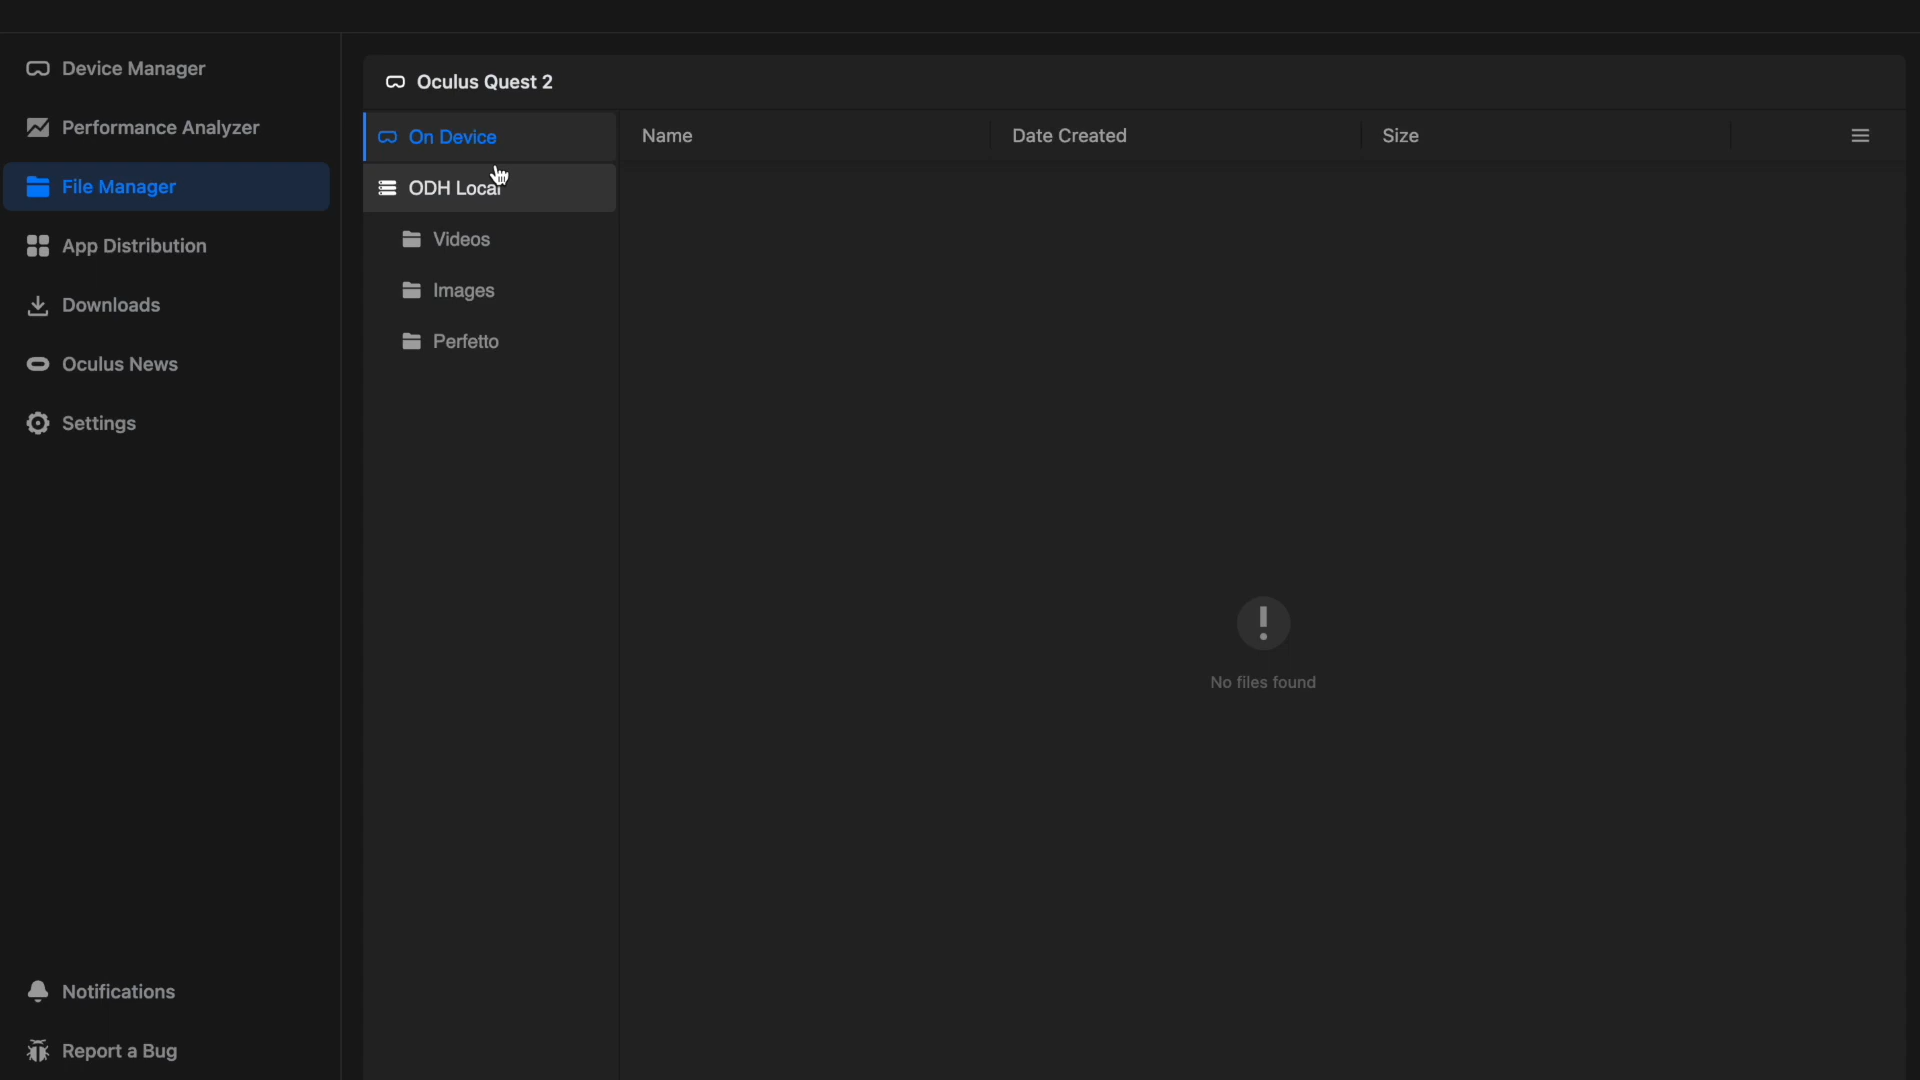 Device Manager
Performance Analyzer
File Manager
App Distribution
Downloads
Oculus News
Settings
Notifications
Report a Bug
Oculus Quest 2
On Device
ODH Local
Videos
Images
Perfetto
Name Date Created Size
No files found